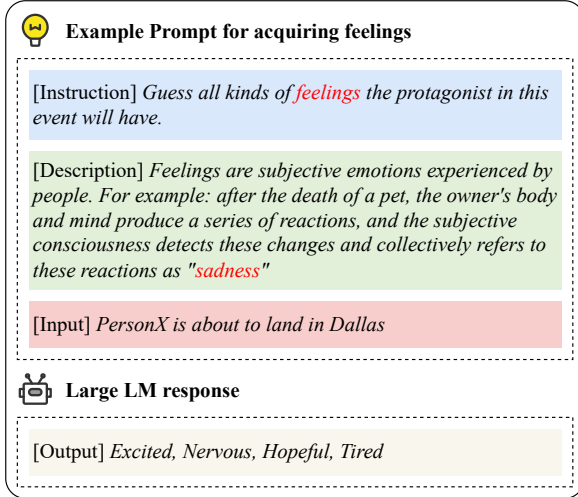 Example Prompt for acquiring feelings
[Instruction] Guess all kinds of feelings the protagonist in this
event will have.
[Description] Feelings are subjective emotions experienced by
people. For example: after the death of a pet, the owner's body
and mind produce a series of reactions, and the subjective
consciousness detects these changes and collectively refers to
these reactions as "sadness"
[Input] PersonX is about to land in Dallas
Large LM response
[Output] Excited, Nervous, Hopeful, Tired